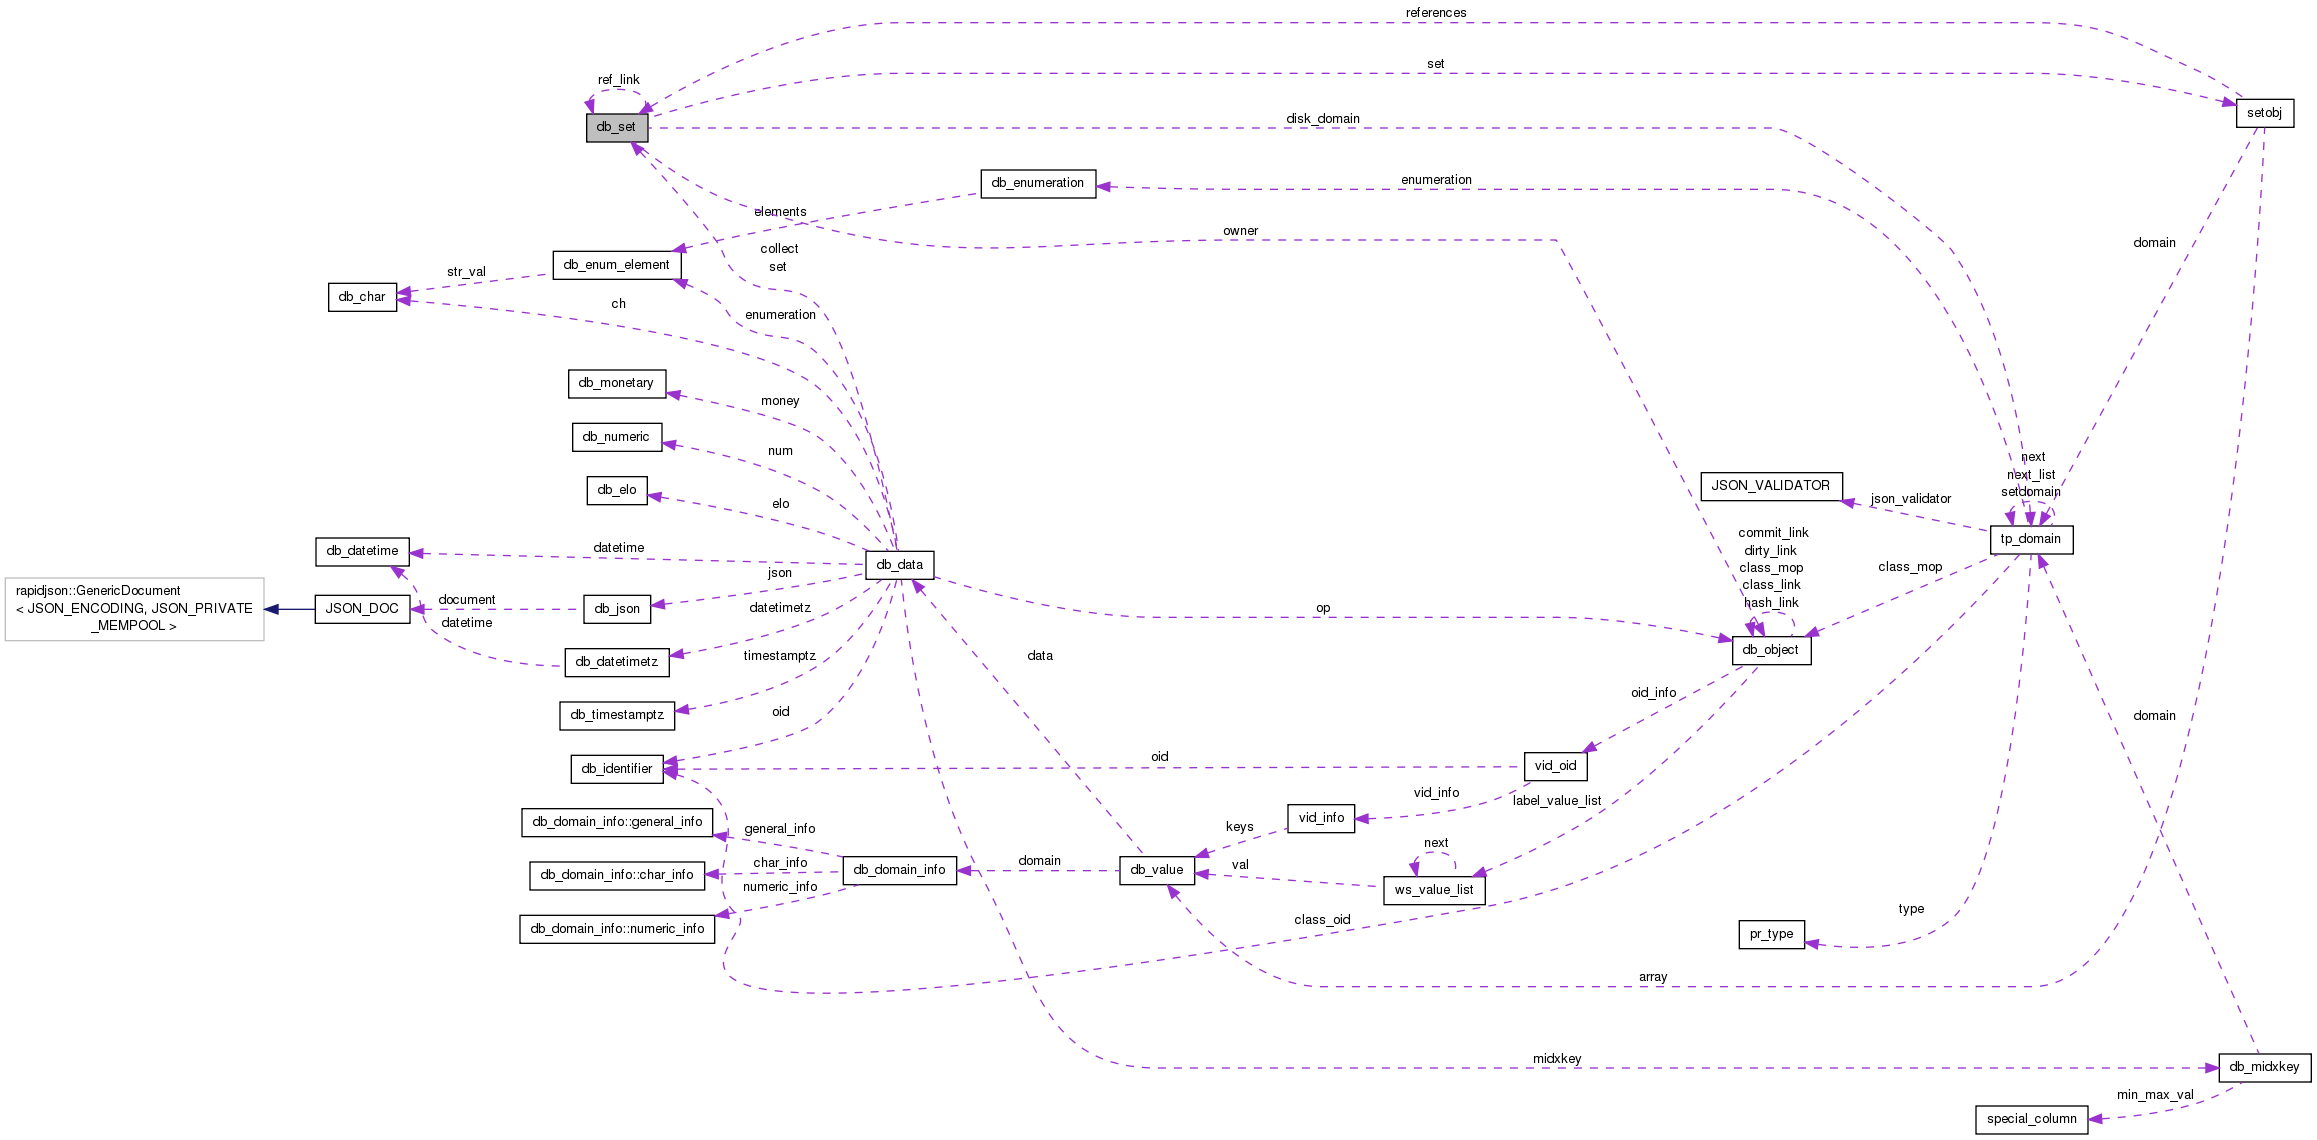 references
ref_link
set
db_set
setobj
disk_domain
db_enumeration
enumeration
elements
owner
domain
collect
set
db_enum_element
str_val
db_char
ch
enumeration
db_monetary
money
db_numeric
num
db_elo
elo
next
next_list
setdomain
JSON_VALIDATOR
json_validator
tp_domain
commit_link
dirty_link
class_mop
class_link
hash_link
class_mop
db_datetime
datetime
db_data
json
rapidjson::GenericDocument
< JSON_ENCODING, JSON_PRIVATE
_MEMPOOL >
JSON_DOC
document
db_json
datetimetz
op
datetime
db_datetimetz
timestamptz
data
db_object
oid_info
db_timestamptz
oid
domain
db_identifier
oid
vid_oid
vid_info
label_value_list
db_domain_info::general_info
general_info
keys
vid_info
db_domain_info::char_info
char_info
db_domain_info
domain
db_value
val
next
ws_value_list
numeric_info
db_domain_info::numeric_info
class_oid
type
pr_type
array
midxkey
db_midxkey
min_max_val
special_column